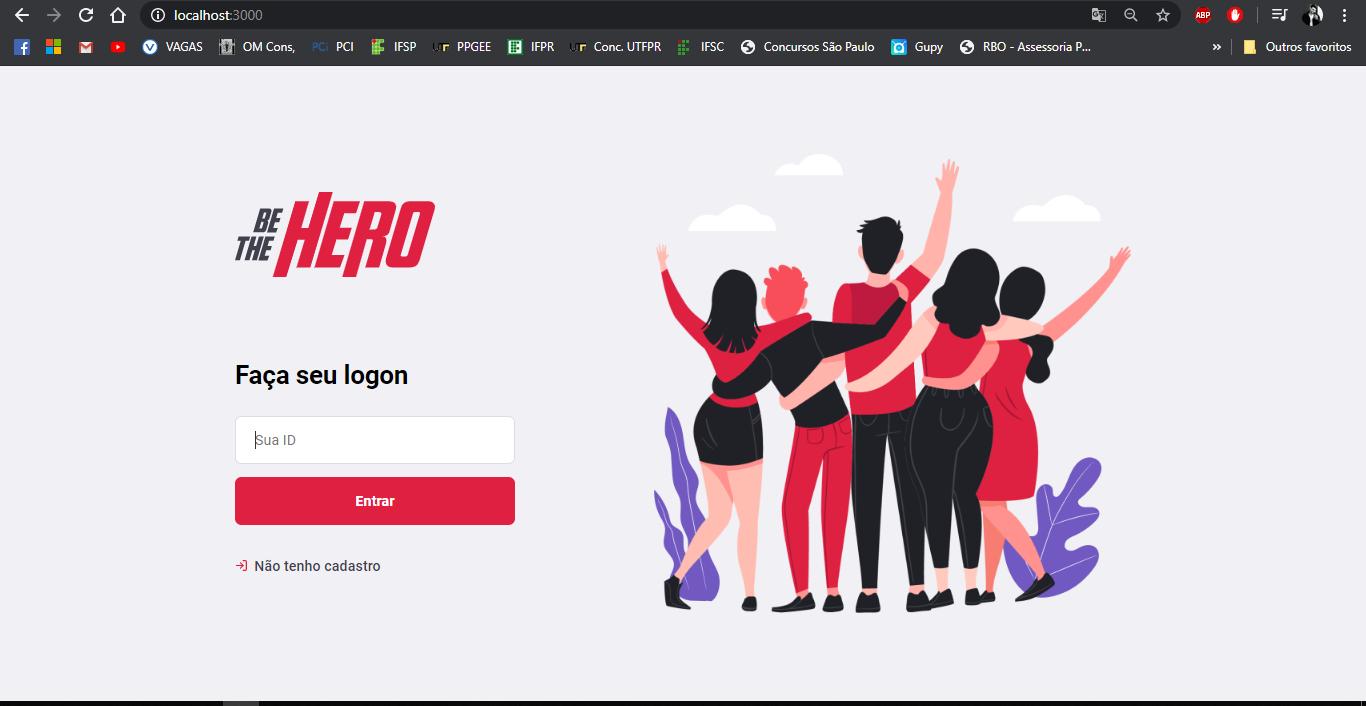 localhost:3000
ABP
VAGAS OM Cons, PCi PCI IFSP PPGEE IFPR Conc. UTFPR IFSC Concursos São Paulo Gupy RBO - Assessoria P... » Outros favoritos
BE THE HERO
Faça seu logon
Sua ID
Entrar
Não tenho cadastro